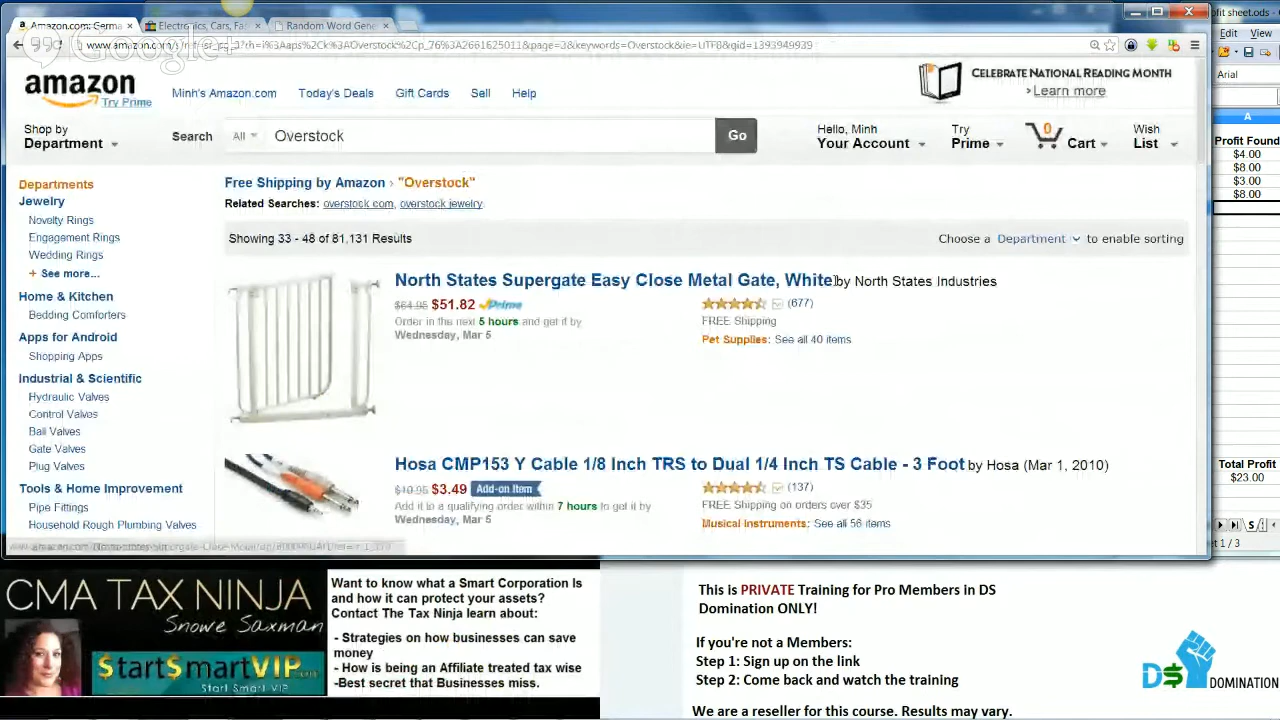 Amazon.com: Germa
Electronics, Cars, Fa
Random Word Gene
Google+
ofit sheet.ods
Edit View
Arial
A
Profit Found
$4.00
$8.00
$3.00
$8.00
Total Profit
$23.00
et 1 / 3
amazon
Try Prime
Minh's Amazon.com Today's Deals Gift Cards Sell Help
CELEBRATE NATIONAL READING MONTH
› Learn more
Shop by
Department
Search All Overstock Go
Hello, Minh
Your Account
Try
Prime
0
Cart
Wish
List
Departments
Jewelry
Novelty Rings
Engagement Rings
Wedding Rings
+ See more...
Home & Kitchen
Bedding Comforters
Apps for Android
Shopping Apps
Industrial & Scientific
Hydraulic Valves
Control Valves
Ball Valves
Gate Valves
Plug Valves
Tools & Home Improvement
Pipe Fittings
Household Rough Plumbing Valves
Free Shipping by Amazon › "Overstock"
Related Searches: overstock com, overstock jewelry
Showing 33 - 48 of 81,131 Results
Choose a Department to enable sorting
North States Supergate Easy Close Metal Gate, White by North States Industries
$64.95 $51.82 Prime
Order in the next 5 hours and get it by
Wednesday, Mar 5
(677)
FREE Shipping
Pet Supplies: See all 40 items
Hosa CMP153 Y Cable 1/8 Inch TRS to Dual 1/4 Inch TS Cable - 3 Foot by Hosa (Mar 1, 2010)
$10.95 $3.49 Add-on Item
Add it to a qualifying order within 7 hours to get it by
Wednesday, Mar 5
(137)
FREE Shipping on orders over $35
Musical Instruments: See all 56 items
CMA TAX NINJA
Snowe Saxman
$tart$martVIP.com
Start Smart VIP
Want to know what a Smart Corporation Is
and how it can protect your assets?
Contact The Tax Ninja learn about:
- Strategies on how businesses can save
money
- How is being an Affiliate treated tax wise
-Best secret that Businesses miss.
This is PRIVATE Training for Pro Members in DS
Domination ONLY!
If you're not a Members:
Step 1: Sign up on the link
Step 2: Come back and watch the training
We are a reseller for this course. Results may vary.
D$ DOMINATION